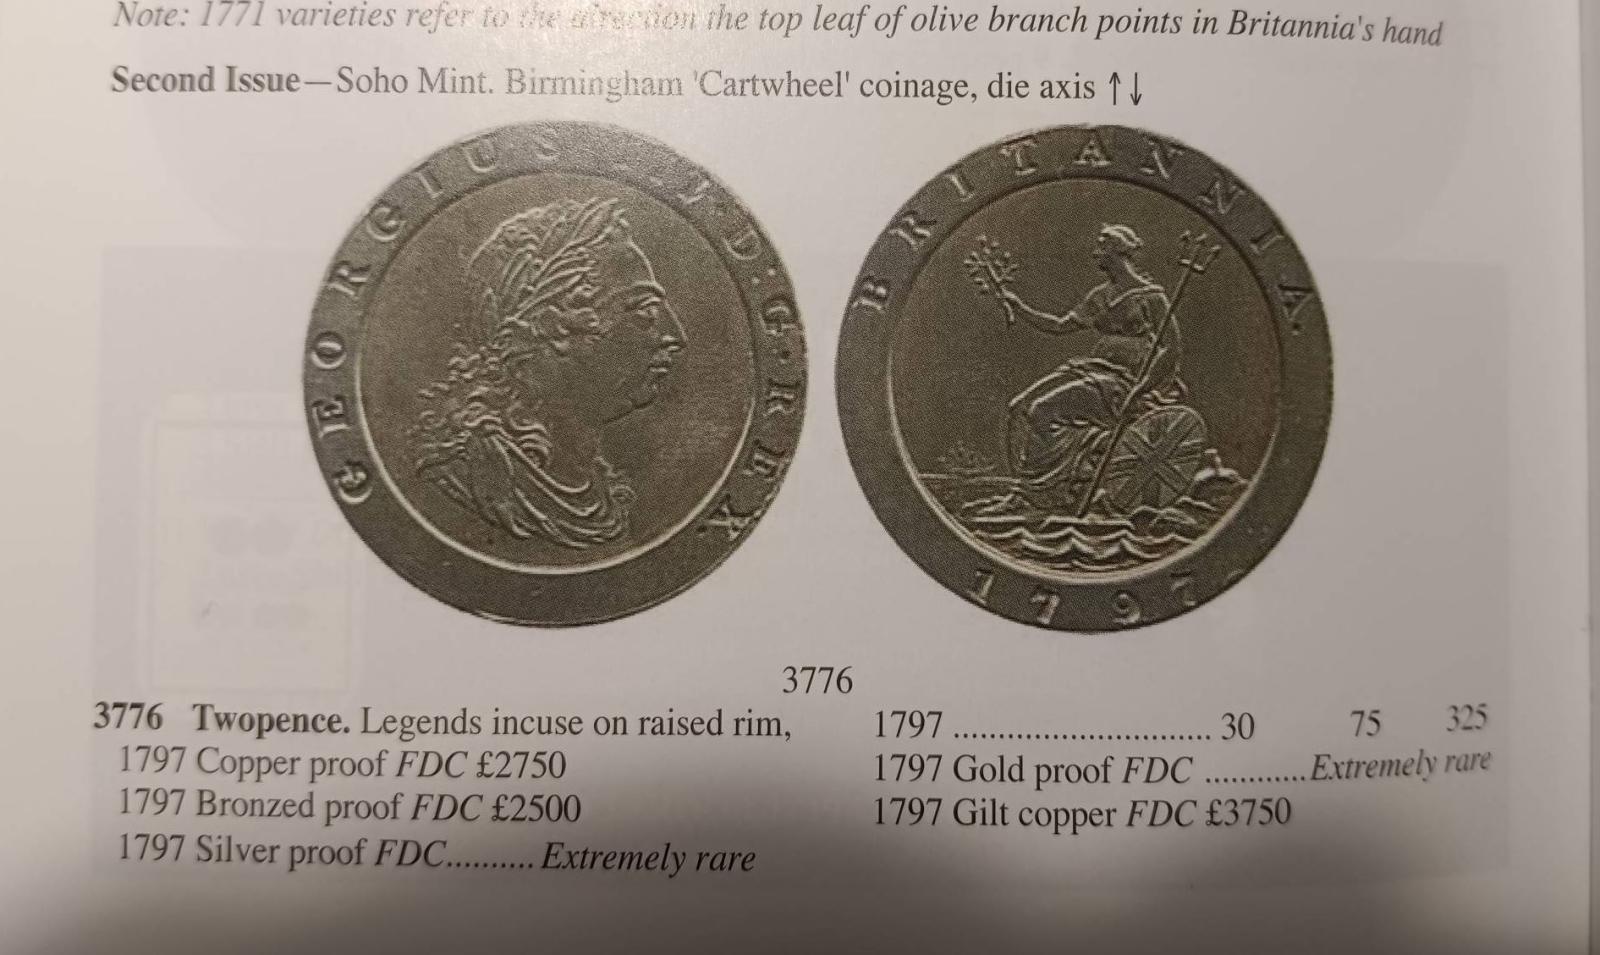 Note: 1771 varieties refer to the direction the top leaf of olive branch points in Britannia's hand
Second Issue—Soho Mint. Birmingham 'Cartwheel' coinage, die axis ↑↓
GEORGIUS D·G·REX
BRITANNIA.
1797
3776
3776 Twopence. Legends incuse on raised rim,
1797 Copper proof FDC £2750
1797 Bronzed proof FDC £2500
1797 Silver proof FDC.......... Extremely rare
1797 ............................. 30 75 325
1797 Gold proof FDC ............Extremely rare
1797 Gilt copper FDC £3750